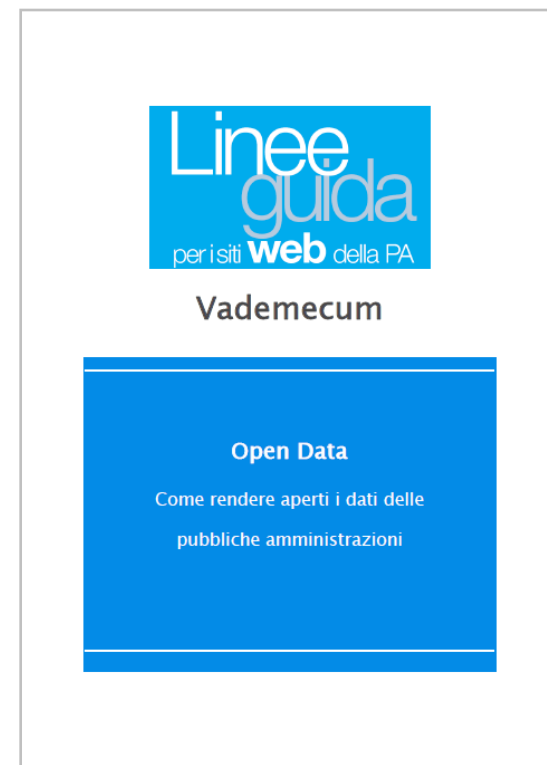 Linee
guida
per i siti web della PA
Vademecum
Open Data
Come rendere aperti i dati delle
pubbliche amministrazioni